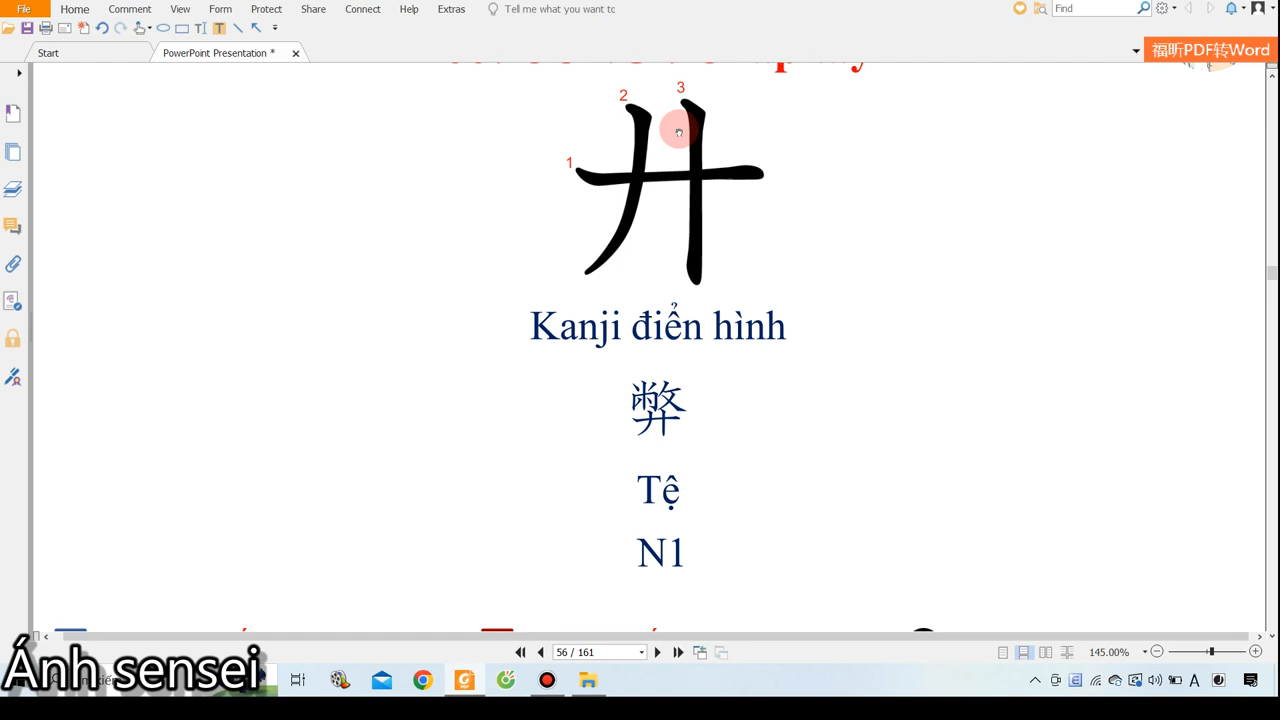 File Home Comment View Form Protect Share Connect Help Extras Tell me what you want to Find
Start PowerPoint Presentation * 福昕PDF转Word
2 3
1
廾
Kanji điển hình
弊
Tệ
N1
56 / 161 145.00%
Ánh sensei